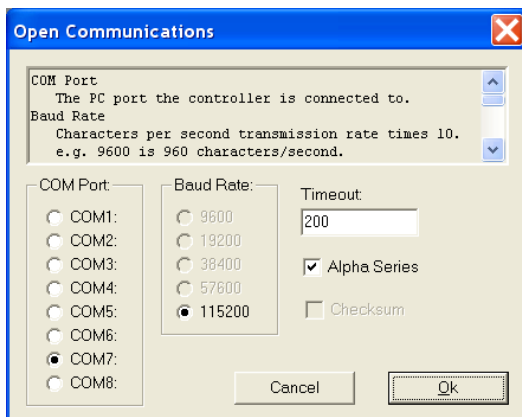 Open Communications
COM Port
The PC port the controller is connected to.
Baud Rate
Characters per second transmission rate times 10.
e.g. 9600 is 960 characters/second.
COM Port:
COM1:
COM2:
COM3:
COM4:
COM5:
COM6:
COM7:
COM8:
Baud Rate:
9600
19200
38400
57600
115200
Timeout:
200
Alpha Series
Checksum
Cancel
Ok